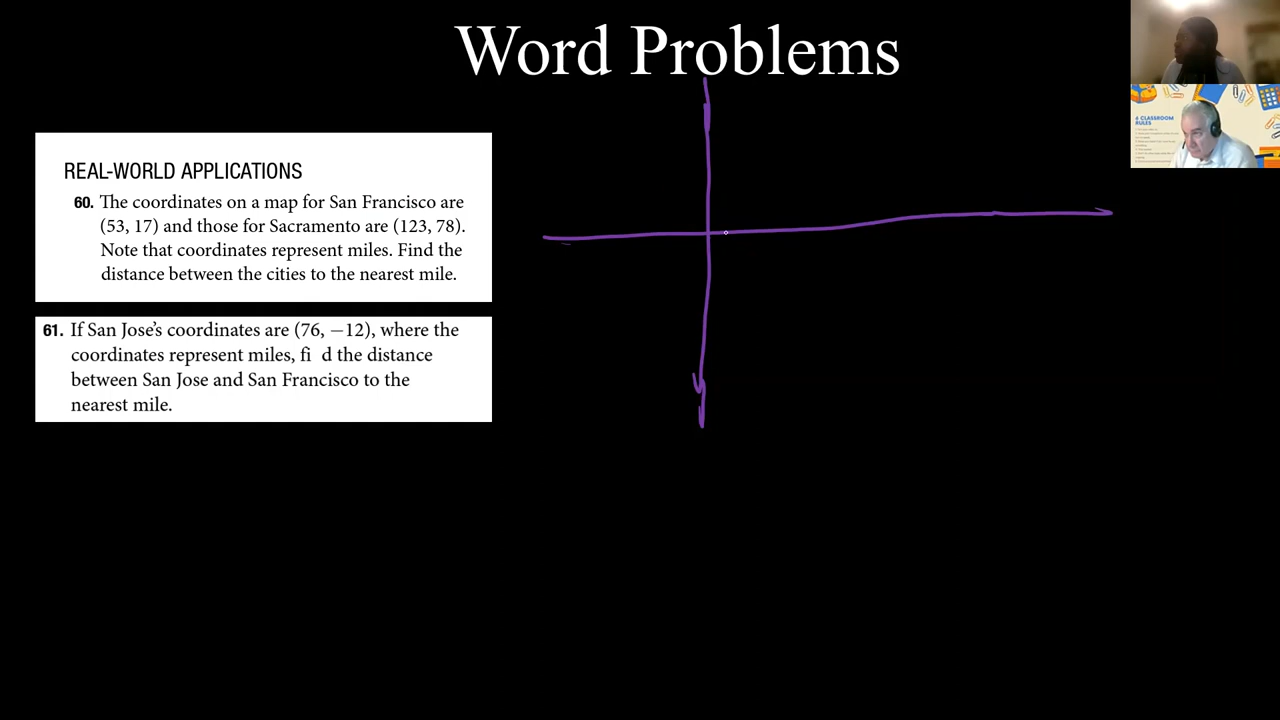 Word Problems
REAL-WORLD APPLICATIONS
60. The coordinates on a map for San Francisco are
(53, 17) and those for Sacramento are (123, 78).
Note that coordinates represent miles. Find the
distance between the cities to the nearest mile.
61. If San Jose’s coordinates are (76, −12), where the
coordinates represent miles, fi d the distance
between San Jose and San Francisco to the
nearest mile.
6 CLASSROOM
RULES